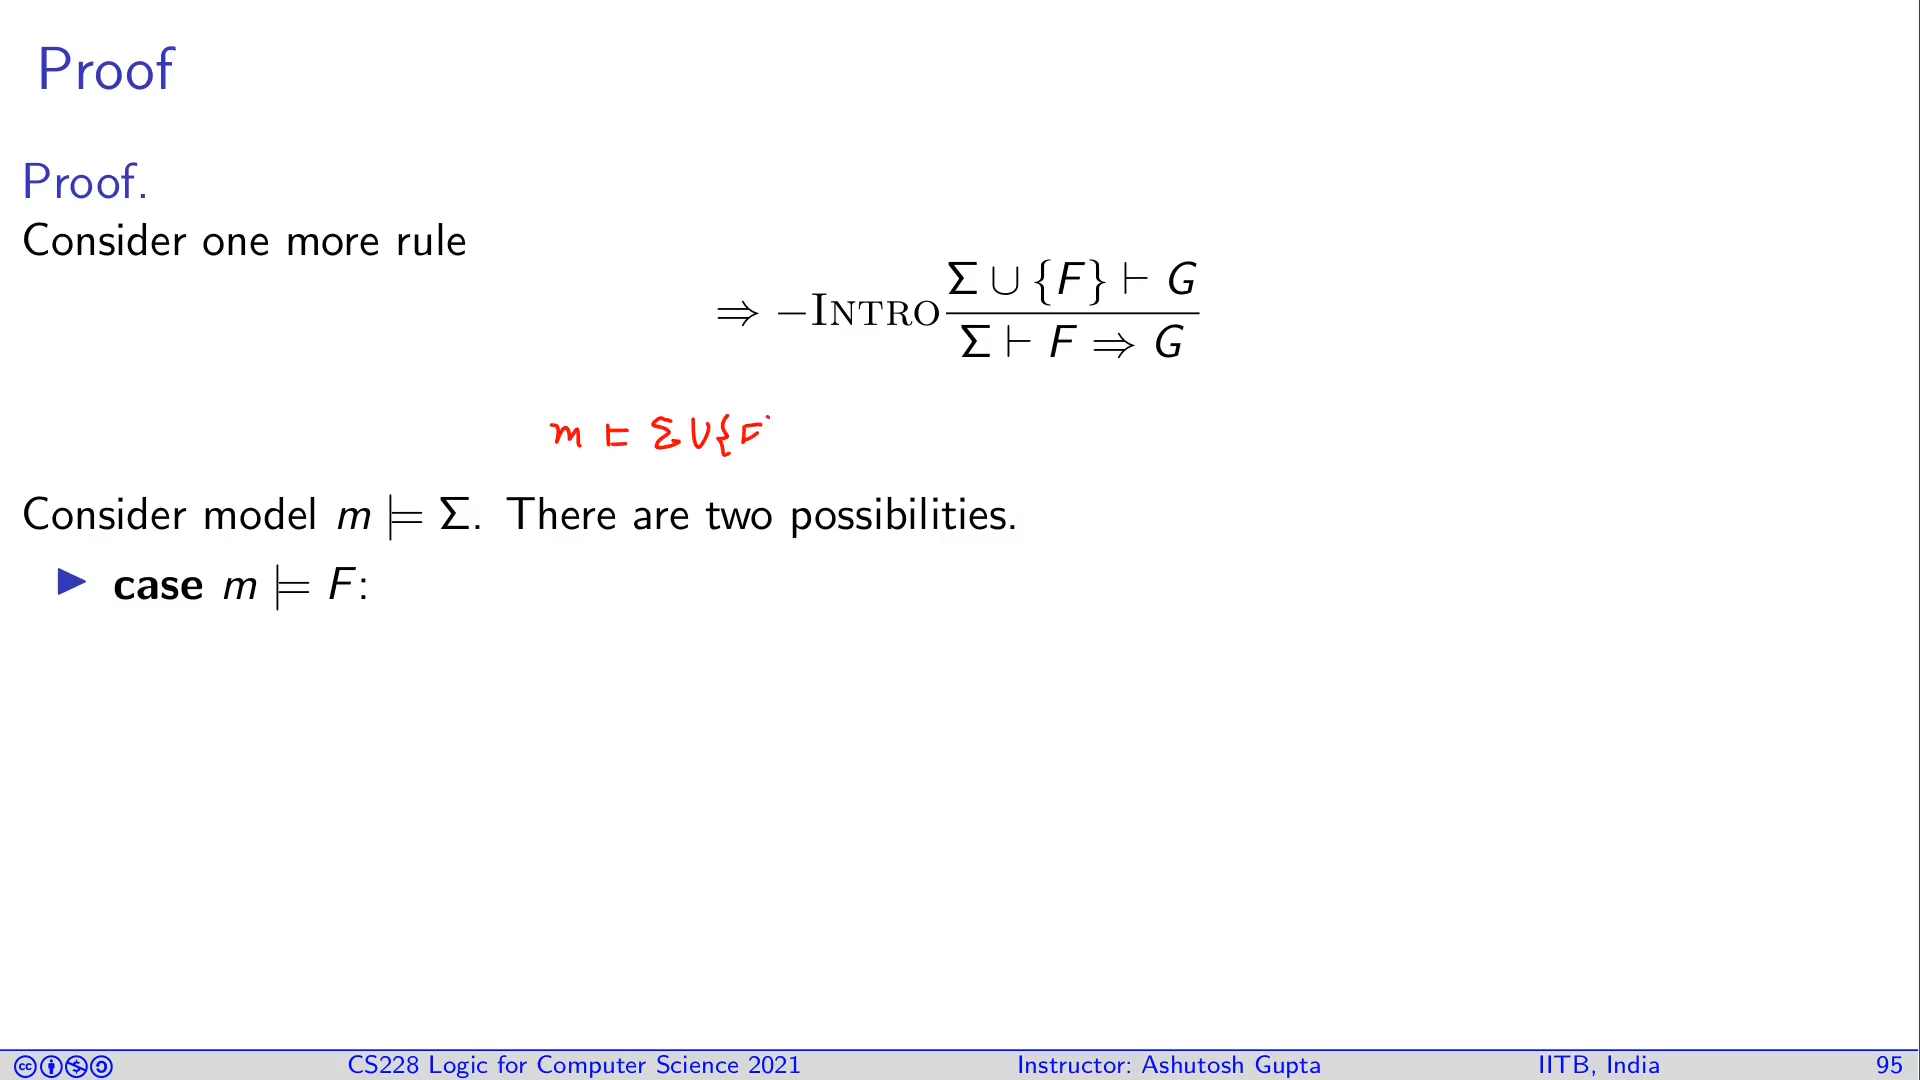 Proof
Proof.
Consider one more rule
Σ ∪ {F} ⊢ G
⇒ −Intro
Σ ⊢ F ⇒ G
m ⊨ Σ ∪ {F
Consider model m ⊨ Σ. There are two possibilities.
▶ case m ⊨ F:
CS228 Logic for Computer Science 2021 Instructor: Ashutosh Gupta IITB, India 95